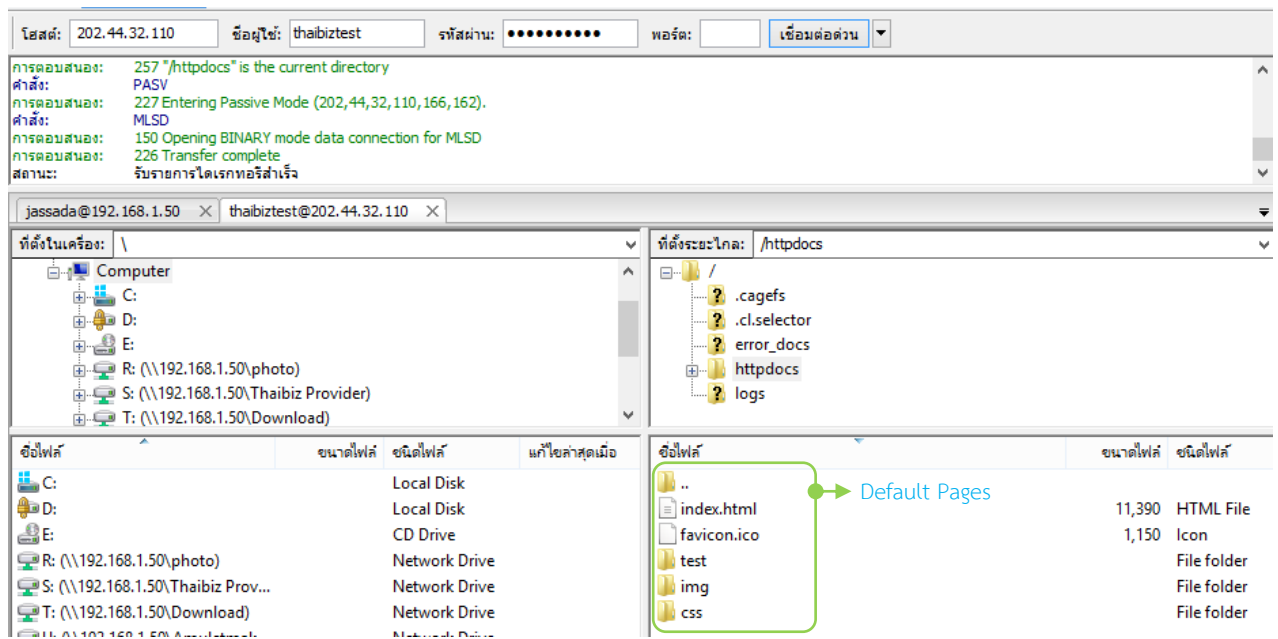 โฮสต์: 202.44.32.110 ชื่อผู้ใช้: thaibiztest รหัสผ่าน: ●●●●●●●●●● พอร์ต: เชื่อมต่อด่วน
การตอบสนอง: 257 "/httpdocs" is the current directory
คำสั่ง: PASV
การตอบสนอง: 227 Entering Passive Mode (202,44,32,110,166,162).
คำสั่ง: MLSD
การตอบสนอง: 150 Opening BINARY mode data connection for MLSD
การตอบสนอง: 226 Transfer complete
สถานะ: รับรายการไดเรกทอรีสำเร็จ
jassada@192.168.1.50 thaibiztest@202.44.32.110
ที่ตั้งในเครื่อง: \
Computer
C:
D:
E:
R: (\\192.168.1.50\photo)
S: (\\192.168.1.50\Thaibiz Provider)
T: (\\192.168.1.50\Download)
ที่ตั้งระยะไกล: /httpdocs
/
.cagefs
.cl.selector
error_docs
httpdocs
logs
ชื่อไฟล์ ขนาดไฟล์ ชนิดไฟล์ แก้ไขล่าสุดเมื่อ
C: Local Disk
D: Local Disk
E: CD Drive
R: (\\192.168.1.50\photo) Network Drive
S: (\\192.168.1.50\Thaibiz Prov... Network Drive
T: (\\192.168.1.50\Download) Network Drive
ชื่อไฟล์ ขนาดไฟล์ ชนิดไฟล์
..
index.html 11,390 HTML File
favicon.ico 1,150 Icon
test File folder
img File folder
css File folder
Default Pages